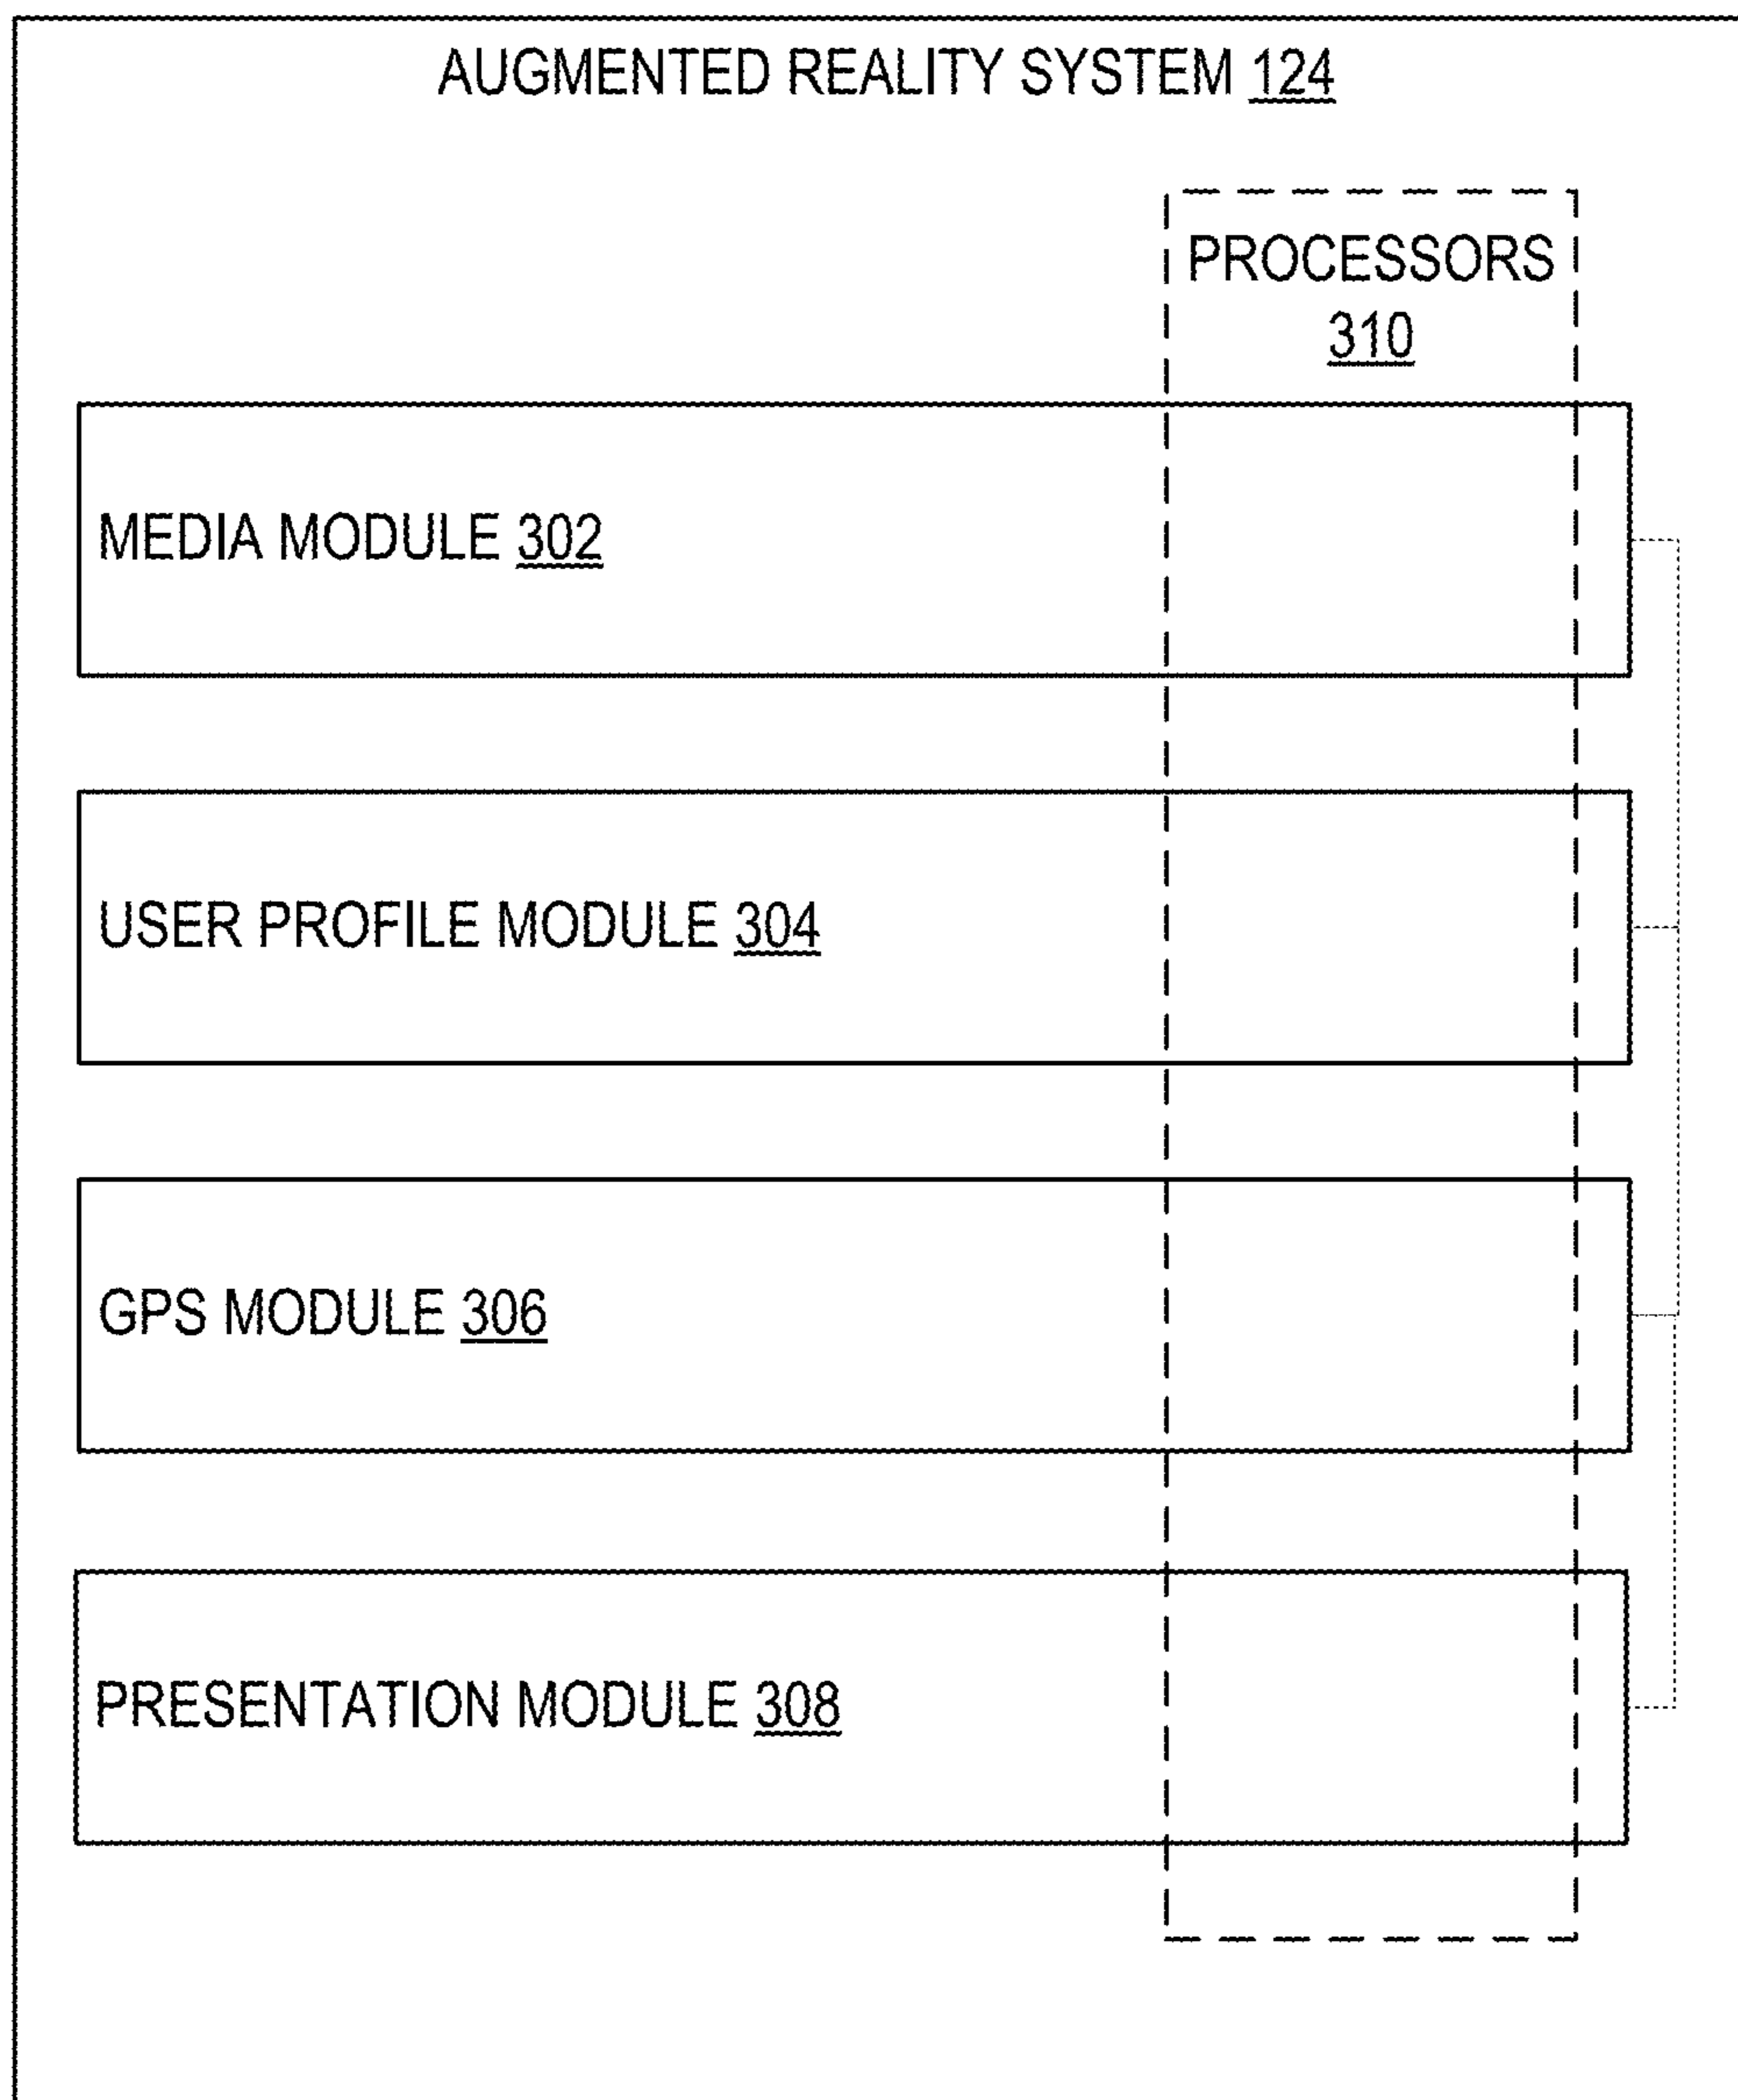 AUGMENTED REALITY SYSTEM 124
PROCESSORS
310
MEDIA MODULE 302
USER PROFILE MODULE 304
GPS MODULE 306
PRESENTATION MODULE 308